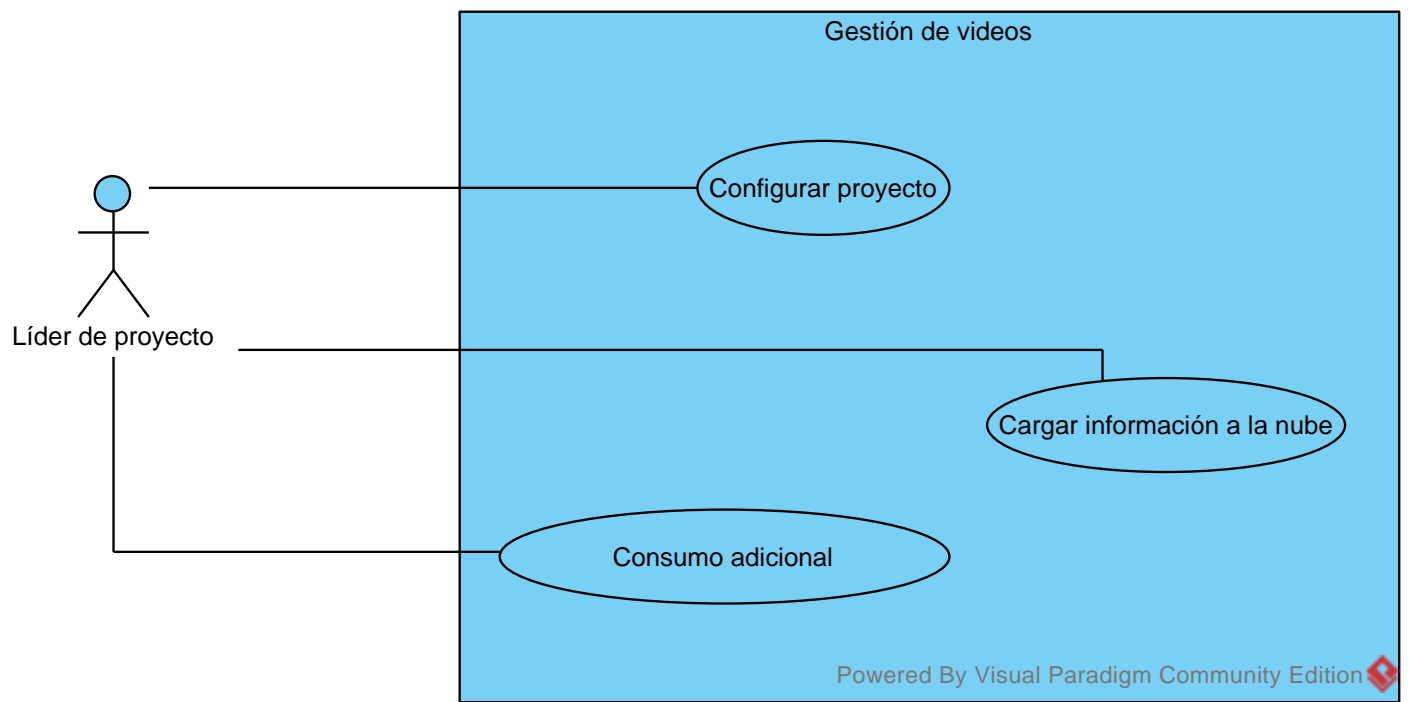 Gestión de videos
Configurar proyecto
Líder de proyecto
Cargar información a la nube
Consumo adicional
Powered By Visual Paradigm Community Edition